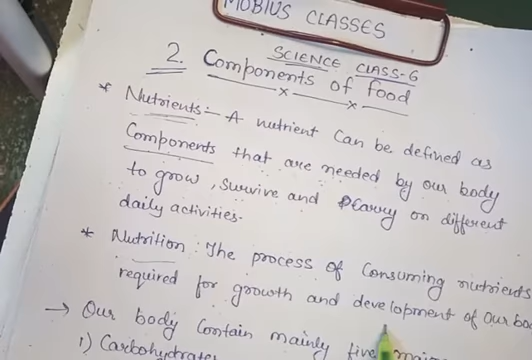 MOBIUS CLASSES
SCIENCE CLASS-6
2. Components of food
* Nutrients:- A nutrient can be defined as
Components that are needed by our body
to grow, survive and carry on different
daily activities.
* Nutrition: The process of Consuming nutrients
required for growth and development of our bo
→ Our body Contain mainly five
1) Carbohydrates